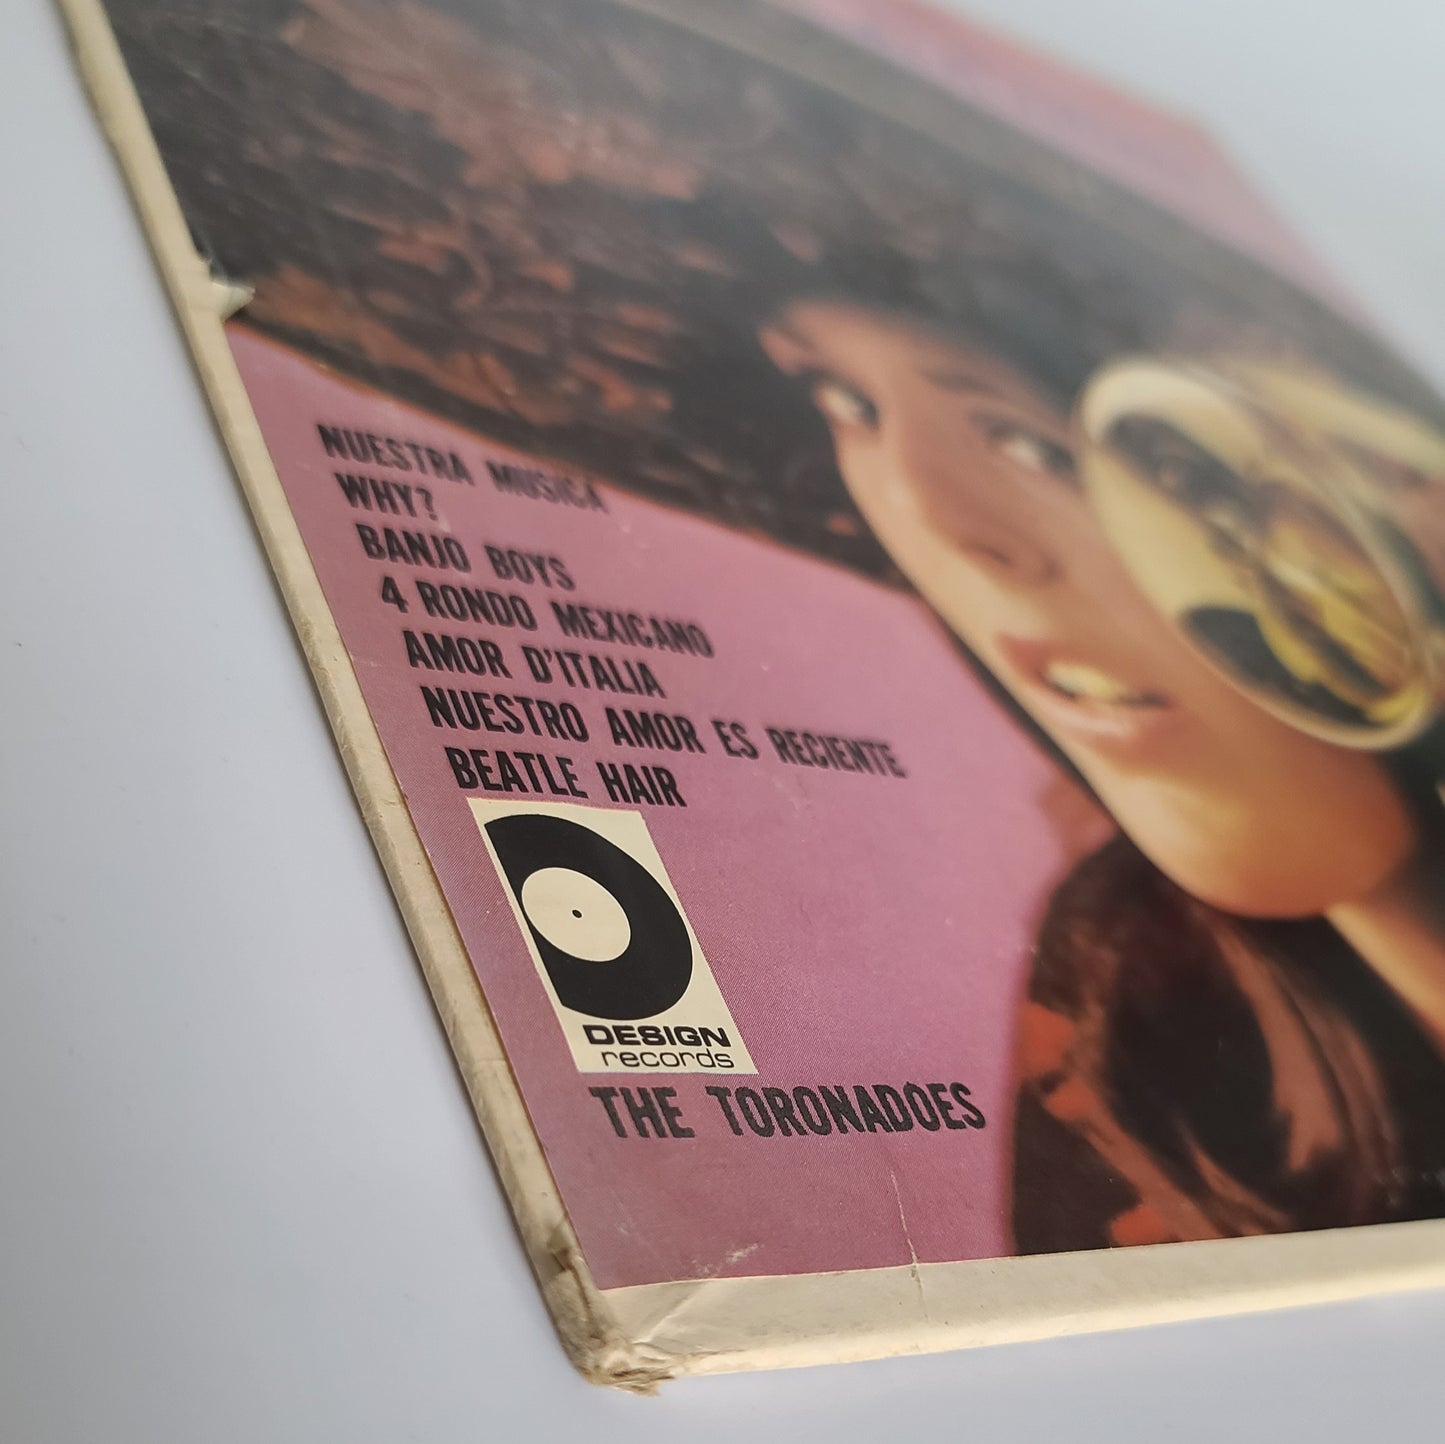 NUESTRA MUSICA
WHY?
BANJO BOYS
4 RONDO MEXICANO
AMOR D'ITALIA
NUESTRO AMOR ES RECIENTE
BEATLE HAIR
DESIGN
records
THE TORONADOES